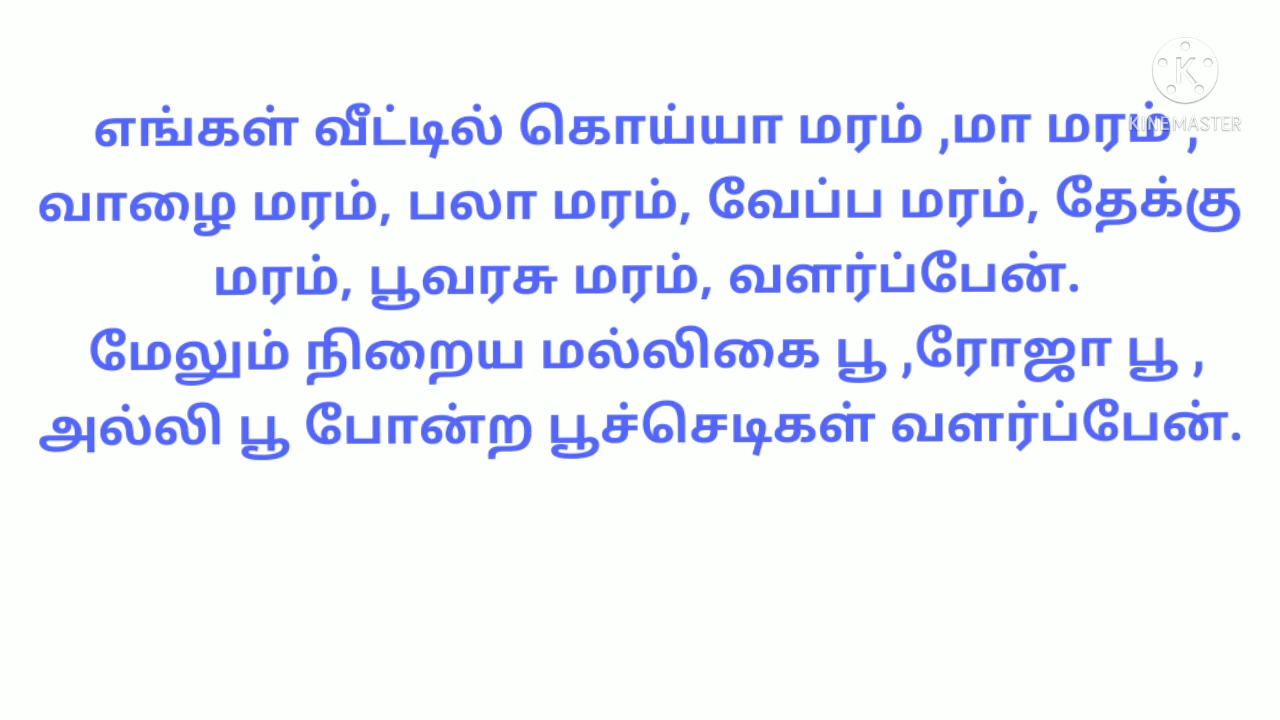 எங்கள் வீட்டில் கொய்யா மரம் ,மா மரம் ,
வாழை மரம், பலா மரம், வேப்ப மரம், தேக்கு
மரம், பூவரசு மரம், வளர்ப்பேன்.
மேலும் நிறைய மல்லிகை பூ ,ரோஜா பூ ,
அல்லி பூ போன்ற பூச்செடிகள் வளர்ப்பேன்.
K
KINEMASTER